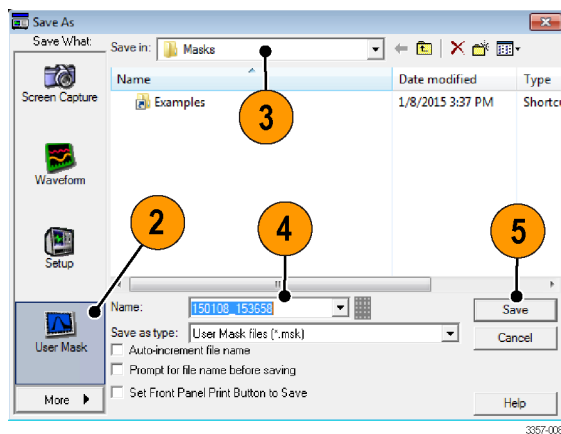 Save As
Save What:
Save in: Masks
Name Date modified Type
Screen Capture
Examples 1/8/2015 3:37 PM Shortc
3
Waveform
2
4
5
Setup
Name: 150108_153658
Save
Save as type: User Mask files (*.msk)
Cancel
User Mask
Auto-increment file name
Prompt for file name before saving
More
Set Front Panel Print Button to Save
Help
3357-008